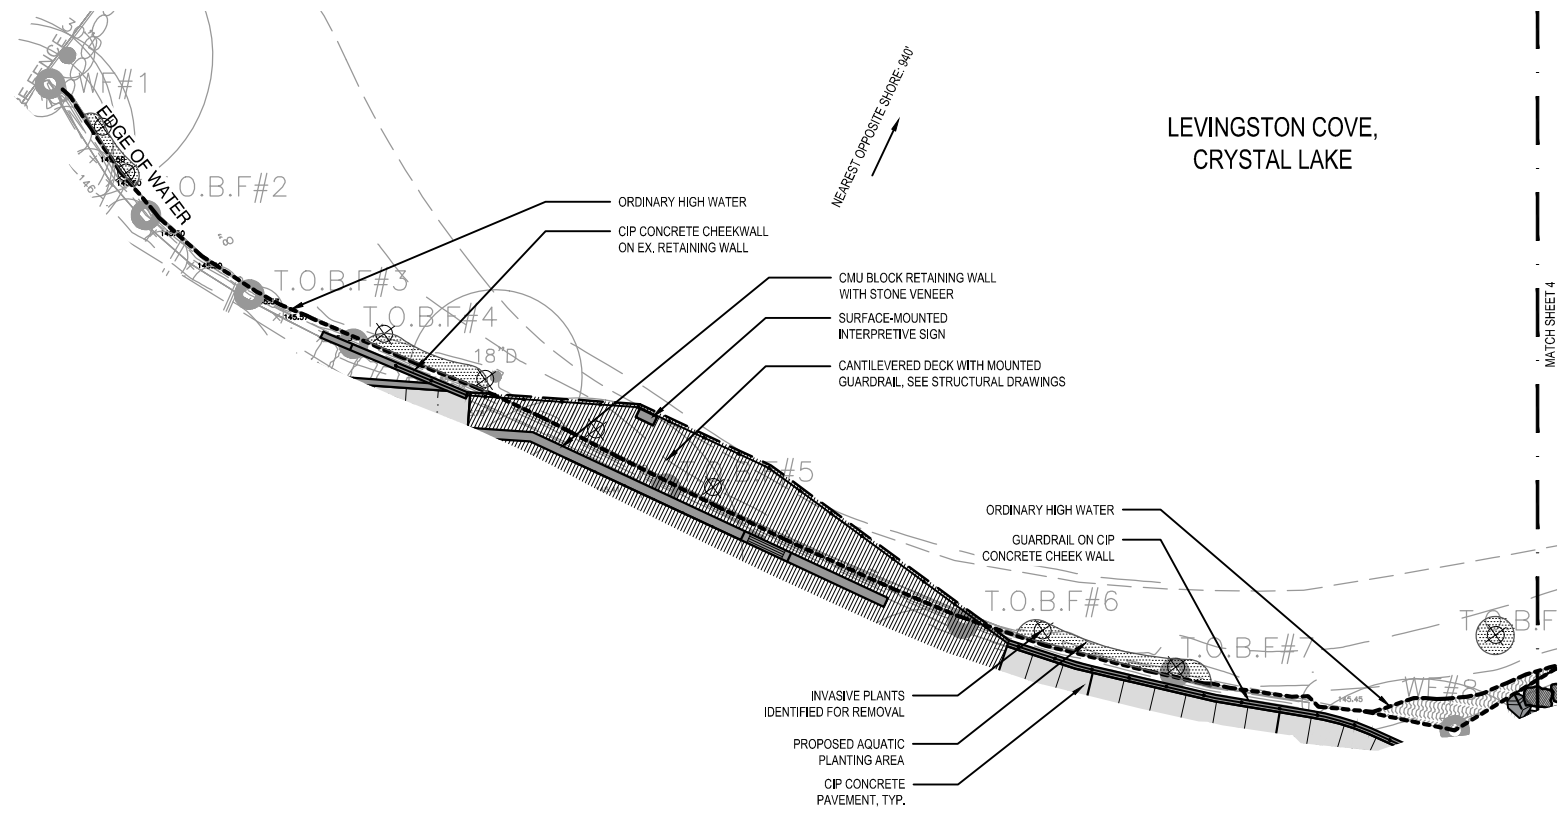 WF#1
EDGE OF WATER
146
T.O.B.F#3
T.O.B.F#4
18"D
NEAREST OPPOSITE SHORE: 940'
LEVINGSTON COVE,
CRYSTAL LAKE
ORDINARY HIGH WATER
CIP CONCRETE CHEEKWALL
ON EX. RETAINING WALL
CMU BLOCK RETAINING WALL
WITH STONE VENEER
SURFACE-MOUNTED
INTERPRETIVE SIGN
CANTILEVERED DECK WITH MOUNTED
GUARDRAIL, SEE STRUCTURAL DRAWINGS
MATCH SHEET 4
ORDINARY HIGH WATER
GUARDRAIL ON CIP
CONCRETE CHEEK WALL
T.O.B.F#6
T.O.B.F#7
T.O.B.F
WF#8
145.45
INVASIVE PLANTS
IDENTIFIED FOR REMOVAL
PROPOSED AQUATIC
PLANTING AREA
CIP CONCRETE
PAVEMENT, TYP.